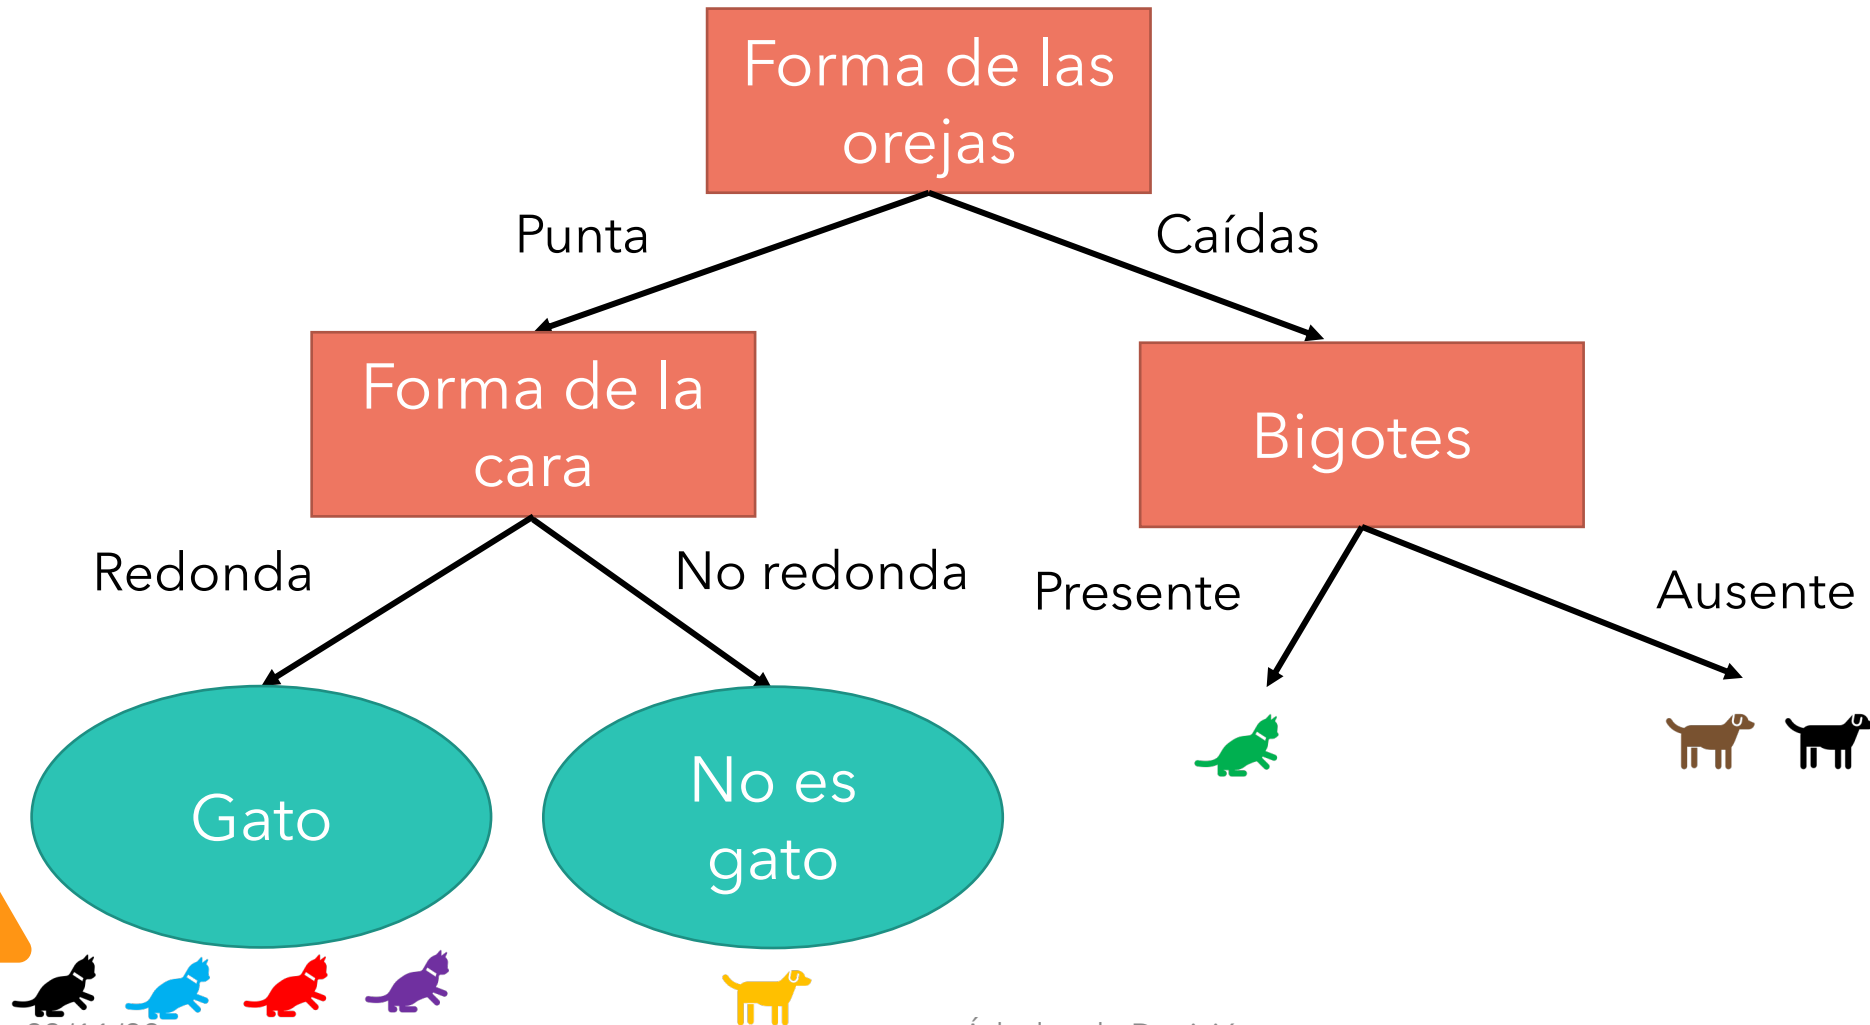 Forma de las
orejas
Punta
Caídas
Forma de la
cara
Bigotes
Redonda
No redonda
Presente
Ausente
Gato
No es
gato